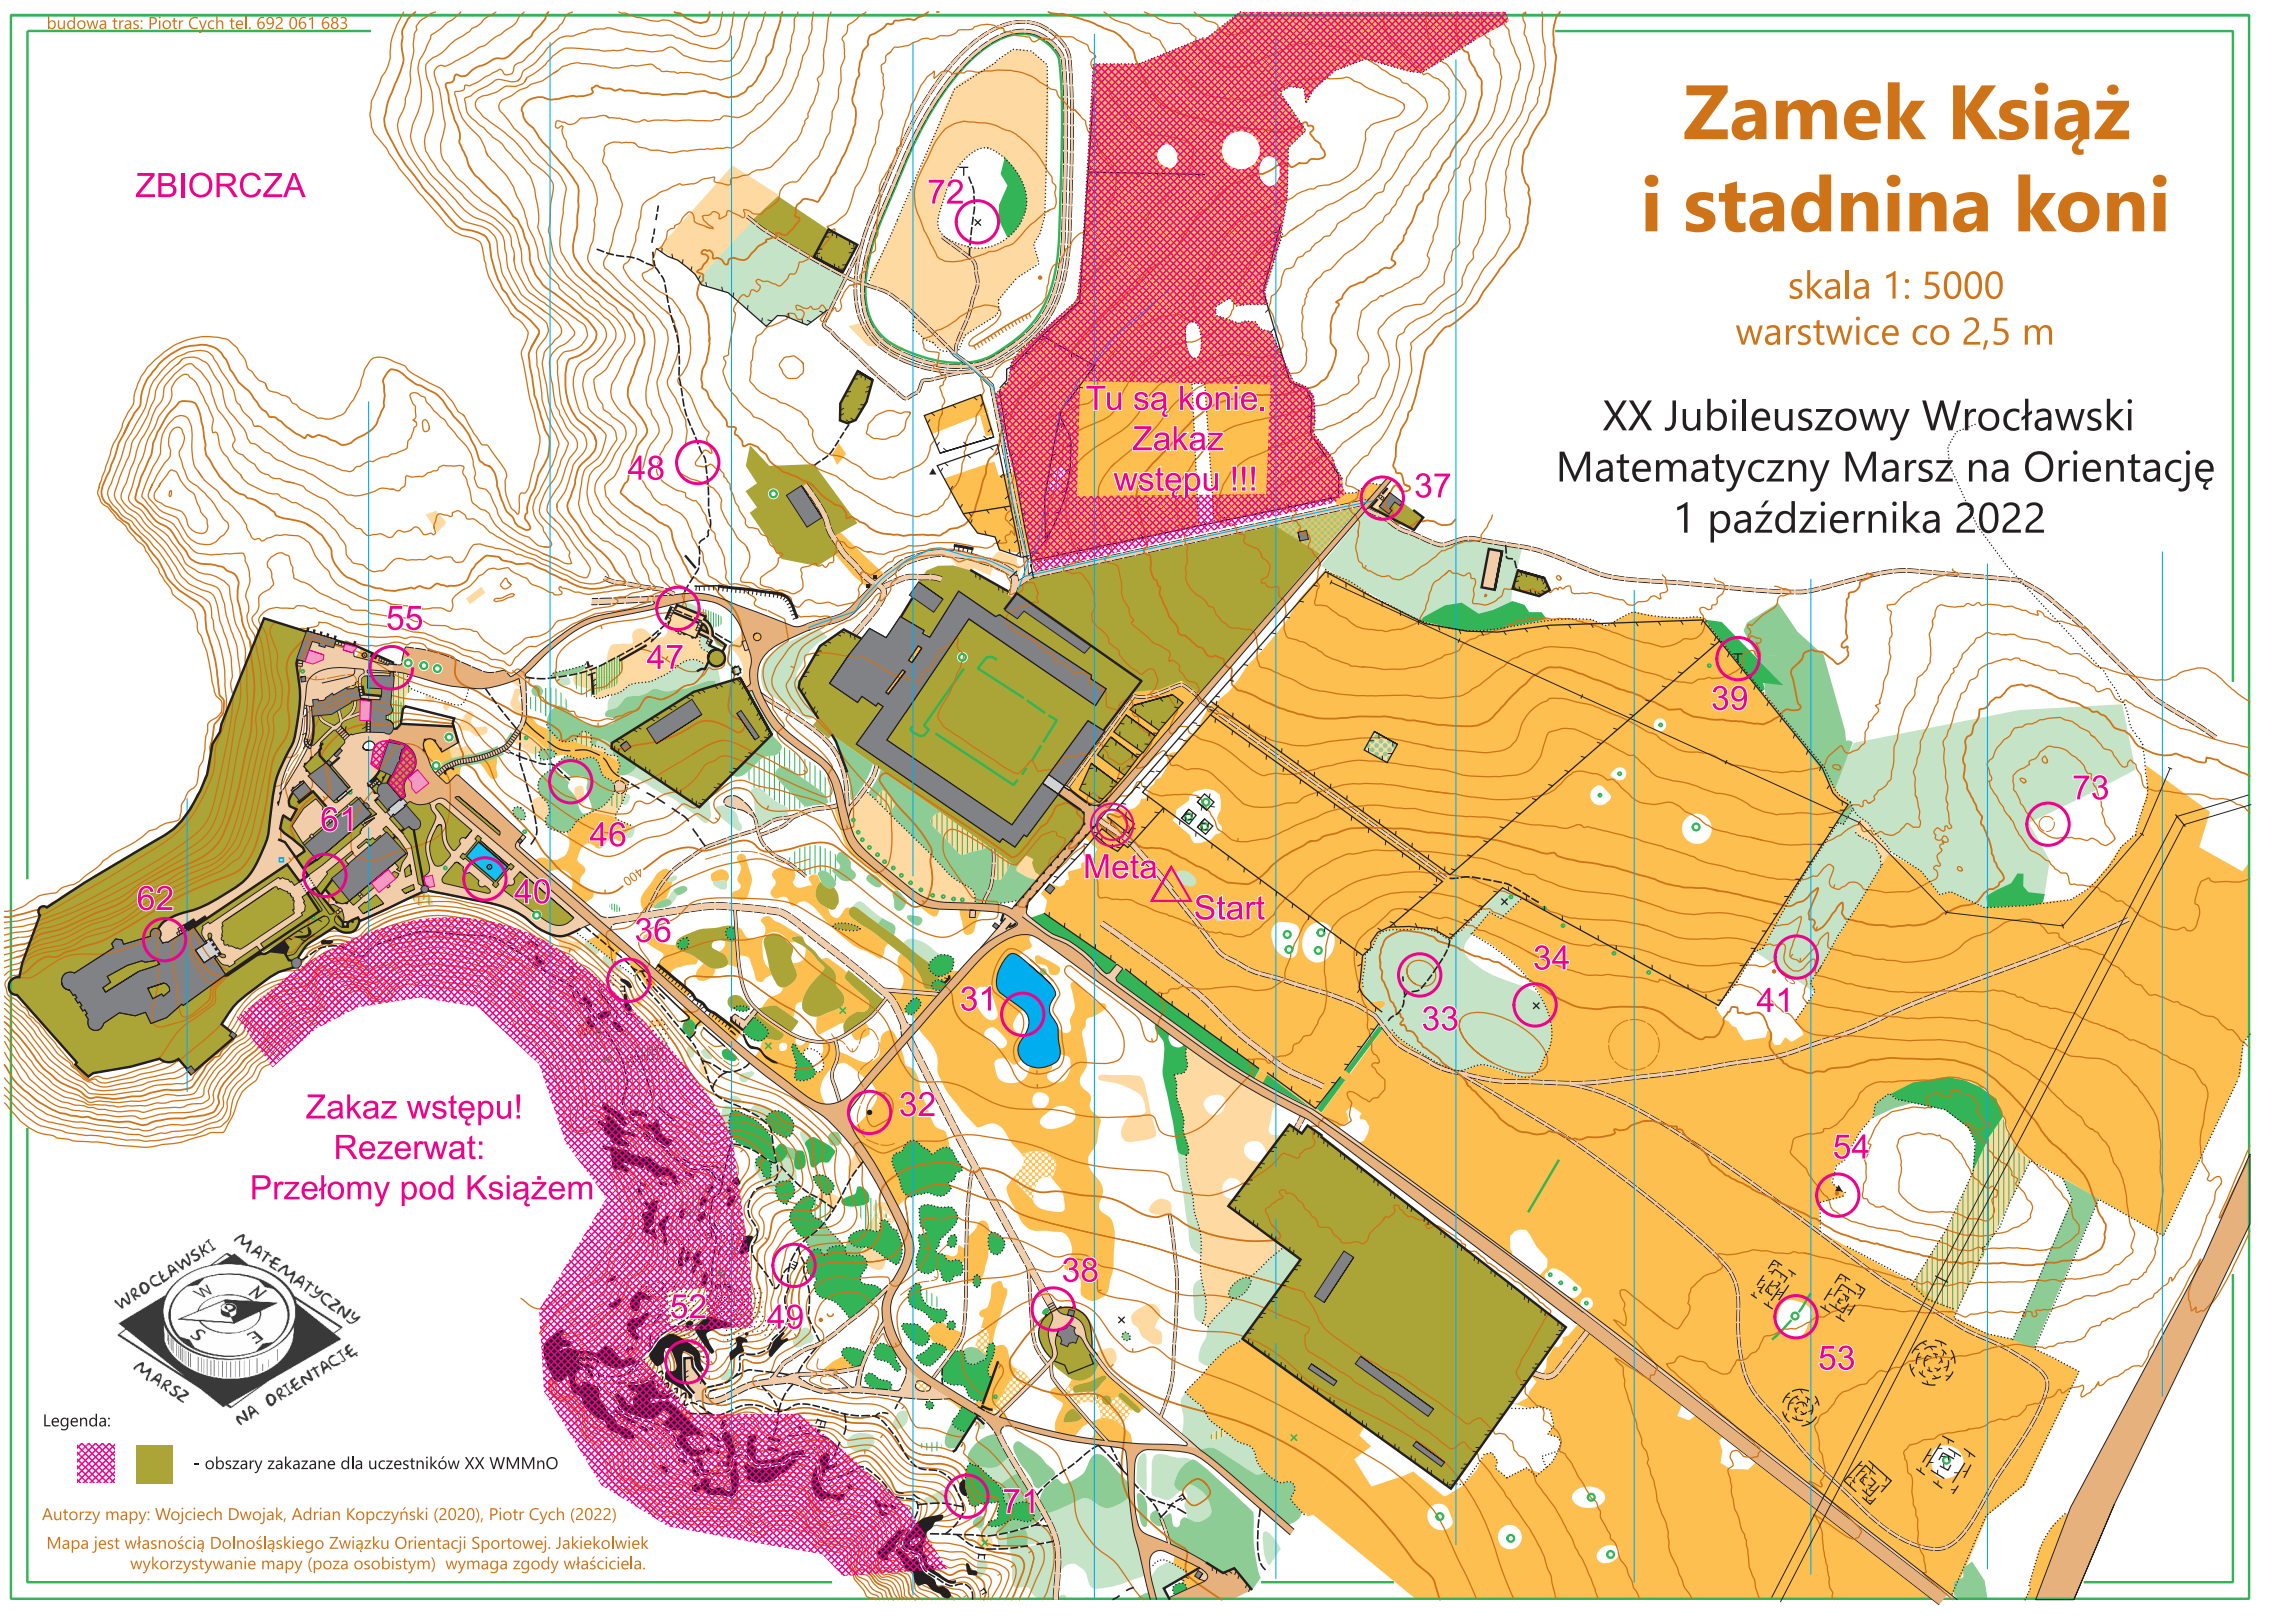 budowa tras: Piotr Cych tel. 692 061 683
ZBIORCZA
Zamek Książ
i stadnina koni
skala 1: 5000
warstwice co 2,5 m
XX Jubileuszowy Wrocławski
Matematyczny Marsz na Orientację
1 października 2022
72
Tu są konie.
Zakaz
wstępu !!!
48
37
55
47
39
46
61
73
40
62
Meta
Start
36
34
31
33
41
32
54
38
52
49
53
71
400
Zakaz wstępu!
Rezerwat:
Przełomy pod Książem
WROCŁAWSKI
MATEMATYCZNY
MARSZ
NA ORIENTACJĘ
W
N
S
E
Legenda:
- obszary zakazane dla uczestników XX WMMnO
Autorzy mapy: Wojciech Dwojak, Adrian Kopczyński (2020), Piotr Cych (2022)
Mapa jest własnością Dolnośląskiego Związku Orientacji Sportowej. Jakiekolwiek
wykorzystywanie mapy (poza osobistym) wymaga zgody właściciela.